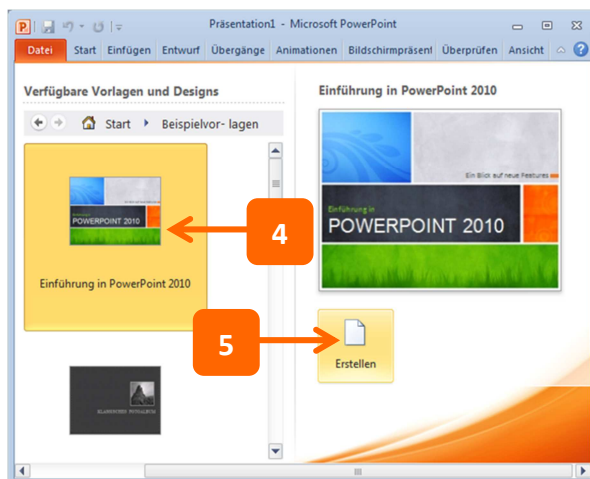 Präsentation1 - Microsoft PowerPoint
Datei Start Einfügen Entwurf Übergänge Animationen Bildschirmpräsent Überprüfen Ansicht
Verfügbare Vorlagen und Designs
Start Beispielvor- lagen
POWERPOINT 2010
4
Einführung in PowerPoint 2010
5
Einführung in PowerPoint 2010
Ein Blick auf neue Features
Einführung in
POWERPOINT 2010
Erstellen